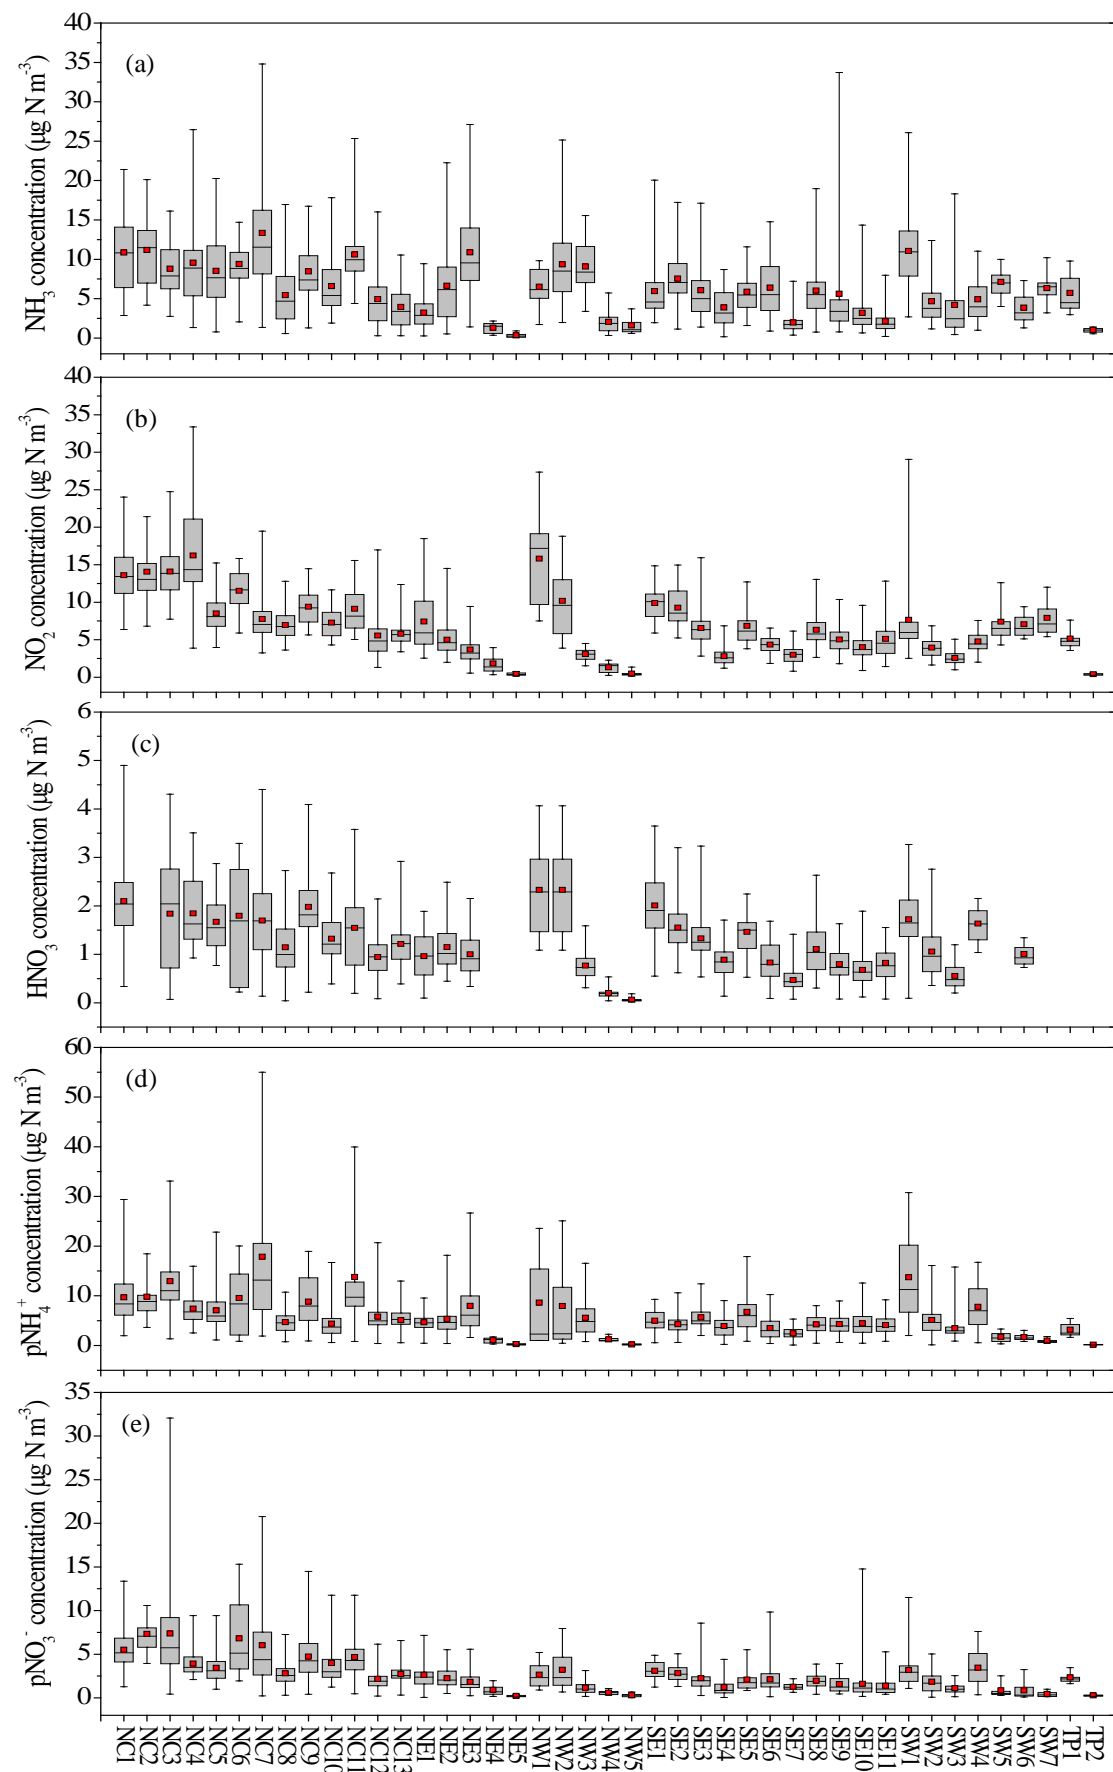 40
35
30
25
20
15
10
5
0
NH₃ concentration (μg N m⁻³)
(a)
40
35
30
25
20
15
10
5
0
NO₂ concentration (μg N m⁻³)
(b)
6
5
4
3
2
1
0
HNO₃ concentration (μg N m⁻³)
(c)
60
50
40
30
20
10
0
pNH₄⁺ concentration (μg N m⁻³)
(d)
35
30
25
20
15
10
5
0
pNO₃⁻ concentration (μg N m⁻³)
(e)
NC1
NC2
NC3
NC4
NC5
NC6
NC7
NC8
NC9
NC10
NC11
NC12
NC13
NE1
NE2
NE3
NE4
NE5
NW1
NW2
NW3
NW4
NW5
SE1
SE2
SE3
SE4
SE5
SE6
SE7
SE8
SE9
SE10
SE11
SW1
SW2
SW3
SW4
SW5
SW6
SW7
TP1
TP2